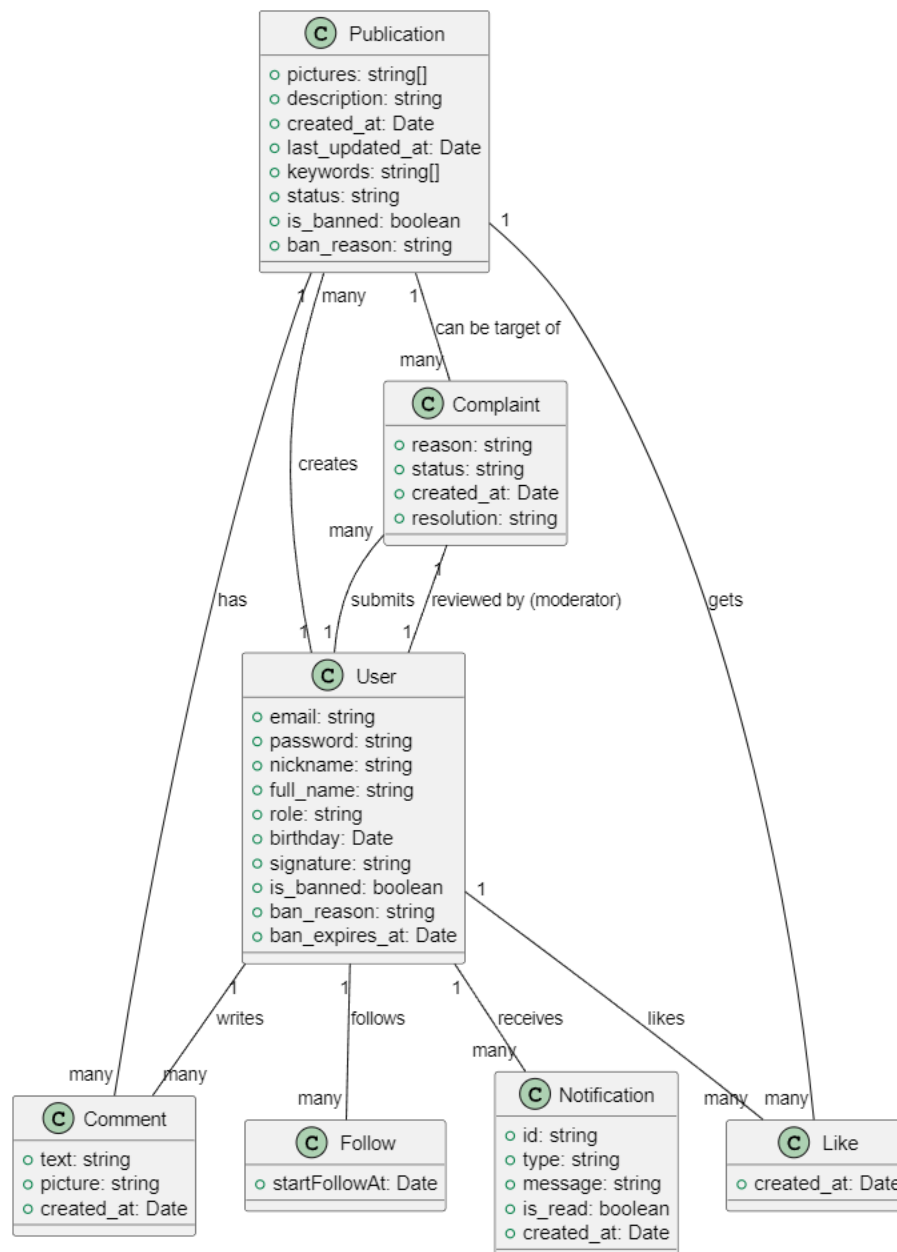 C Publication
pictures: string[]
description: string
created_at: Date
last_updated_at: Date
keywords: string[]
status: string
is_banned: boolean
ban_reason: string
1
1
many
1
can be target of
many
C Complaint
reason: string
status: string
created_at: Date
resolution: string
creates
many
1
has
submits
reviewed by (moderator)
gets
1
1
1
C User
email: string
password: string
nickname: string
full_name: string
role: string
birthday: Date
signature: string
is_banned: boolean
ban_reason: string
ban_expires_at: Date
1
1
1
1
writes
follows
receives
likes
many
many
many
many
many
many
C Comment
text: string
picture: string
created_at: Date
C Follow
startFollowAt: Date
C Notification
id: string
type: string
message: string
is_read: boolean
created_at: Date
C Like
created_at: Date